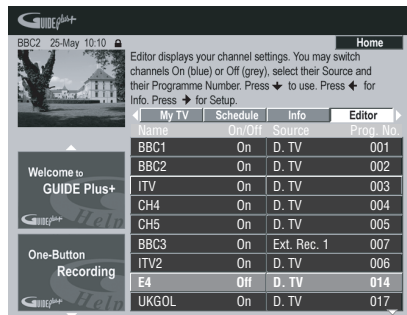 GUIDE Plus+
BBC2 25-May 10:10
Home
Editor displays your channel settings. You may switch
channels On (blue) or Off (grey), select their Source and
their Programme Number. Press ↓ to use. Press ← for
Info. Press → for Setup.
My TV Schedule Info Editor
Name On/Off Source Prog. No.
BBC1 On D. TV 001
BBC2 On D. TV 002
ITV On D. TV 003
CH4 On D. TV 004
CH5 On D. TV 005
BBC3 On Ext. Rec. 1 007
ITV2 On D. TV 006
E4 Off D. TV 014
UKGOL On D. TV 017
Welcome to
GUIDE Plus+
GUIDE Plus+ Help
One-Button
Recording
GUIDE Plus+ Help